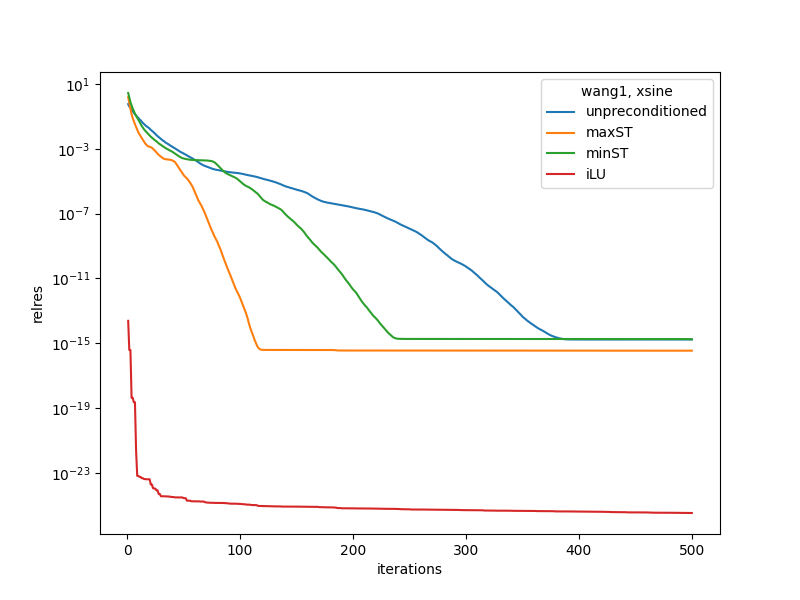 wang1, xsine
unpreconditioned
maxST
minST
iLU
10^1
10^-3
10^-7
10^-11
10^-15
10^-19
10^-23
relres
0 100 200 300 400 500
iterations